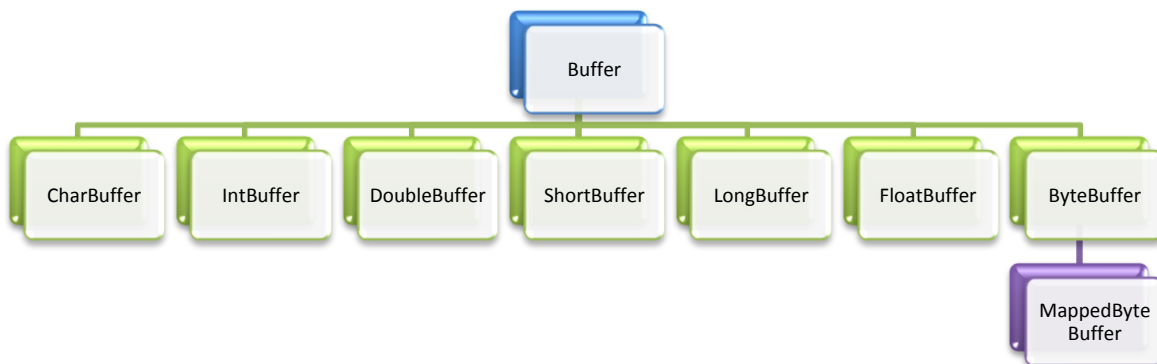 Buffer
CharBuffer
IntBuffer
DoubleBuffer
ShortBuffer
LongBuffer
FloatBuffer
ByteBuffer
MappedByte
Buffer